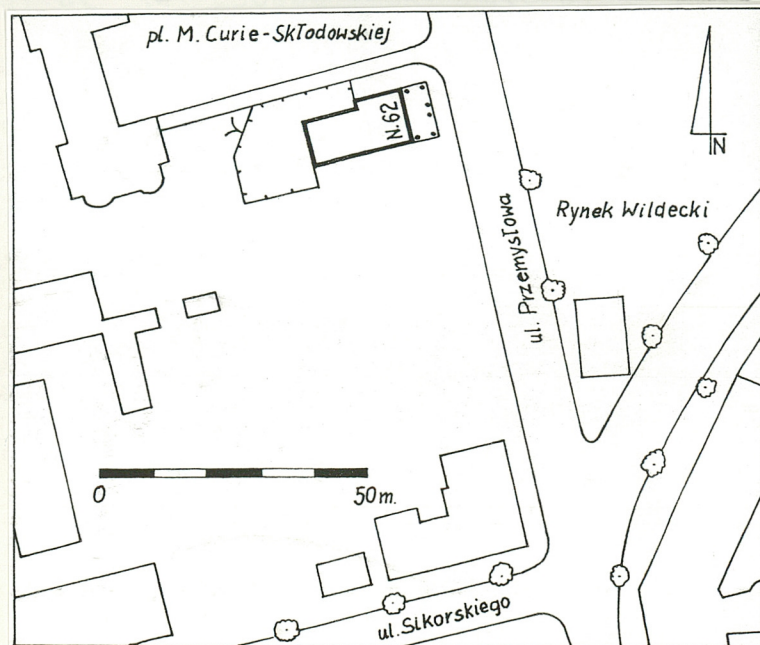 pl. M. Curie-Skłodowskiej
N.62
N
Rynek Wildecki
ul. Przemysłowa
0
50m.
ul. Sikorskiego